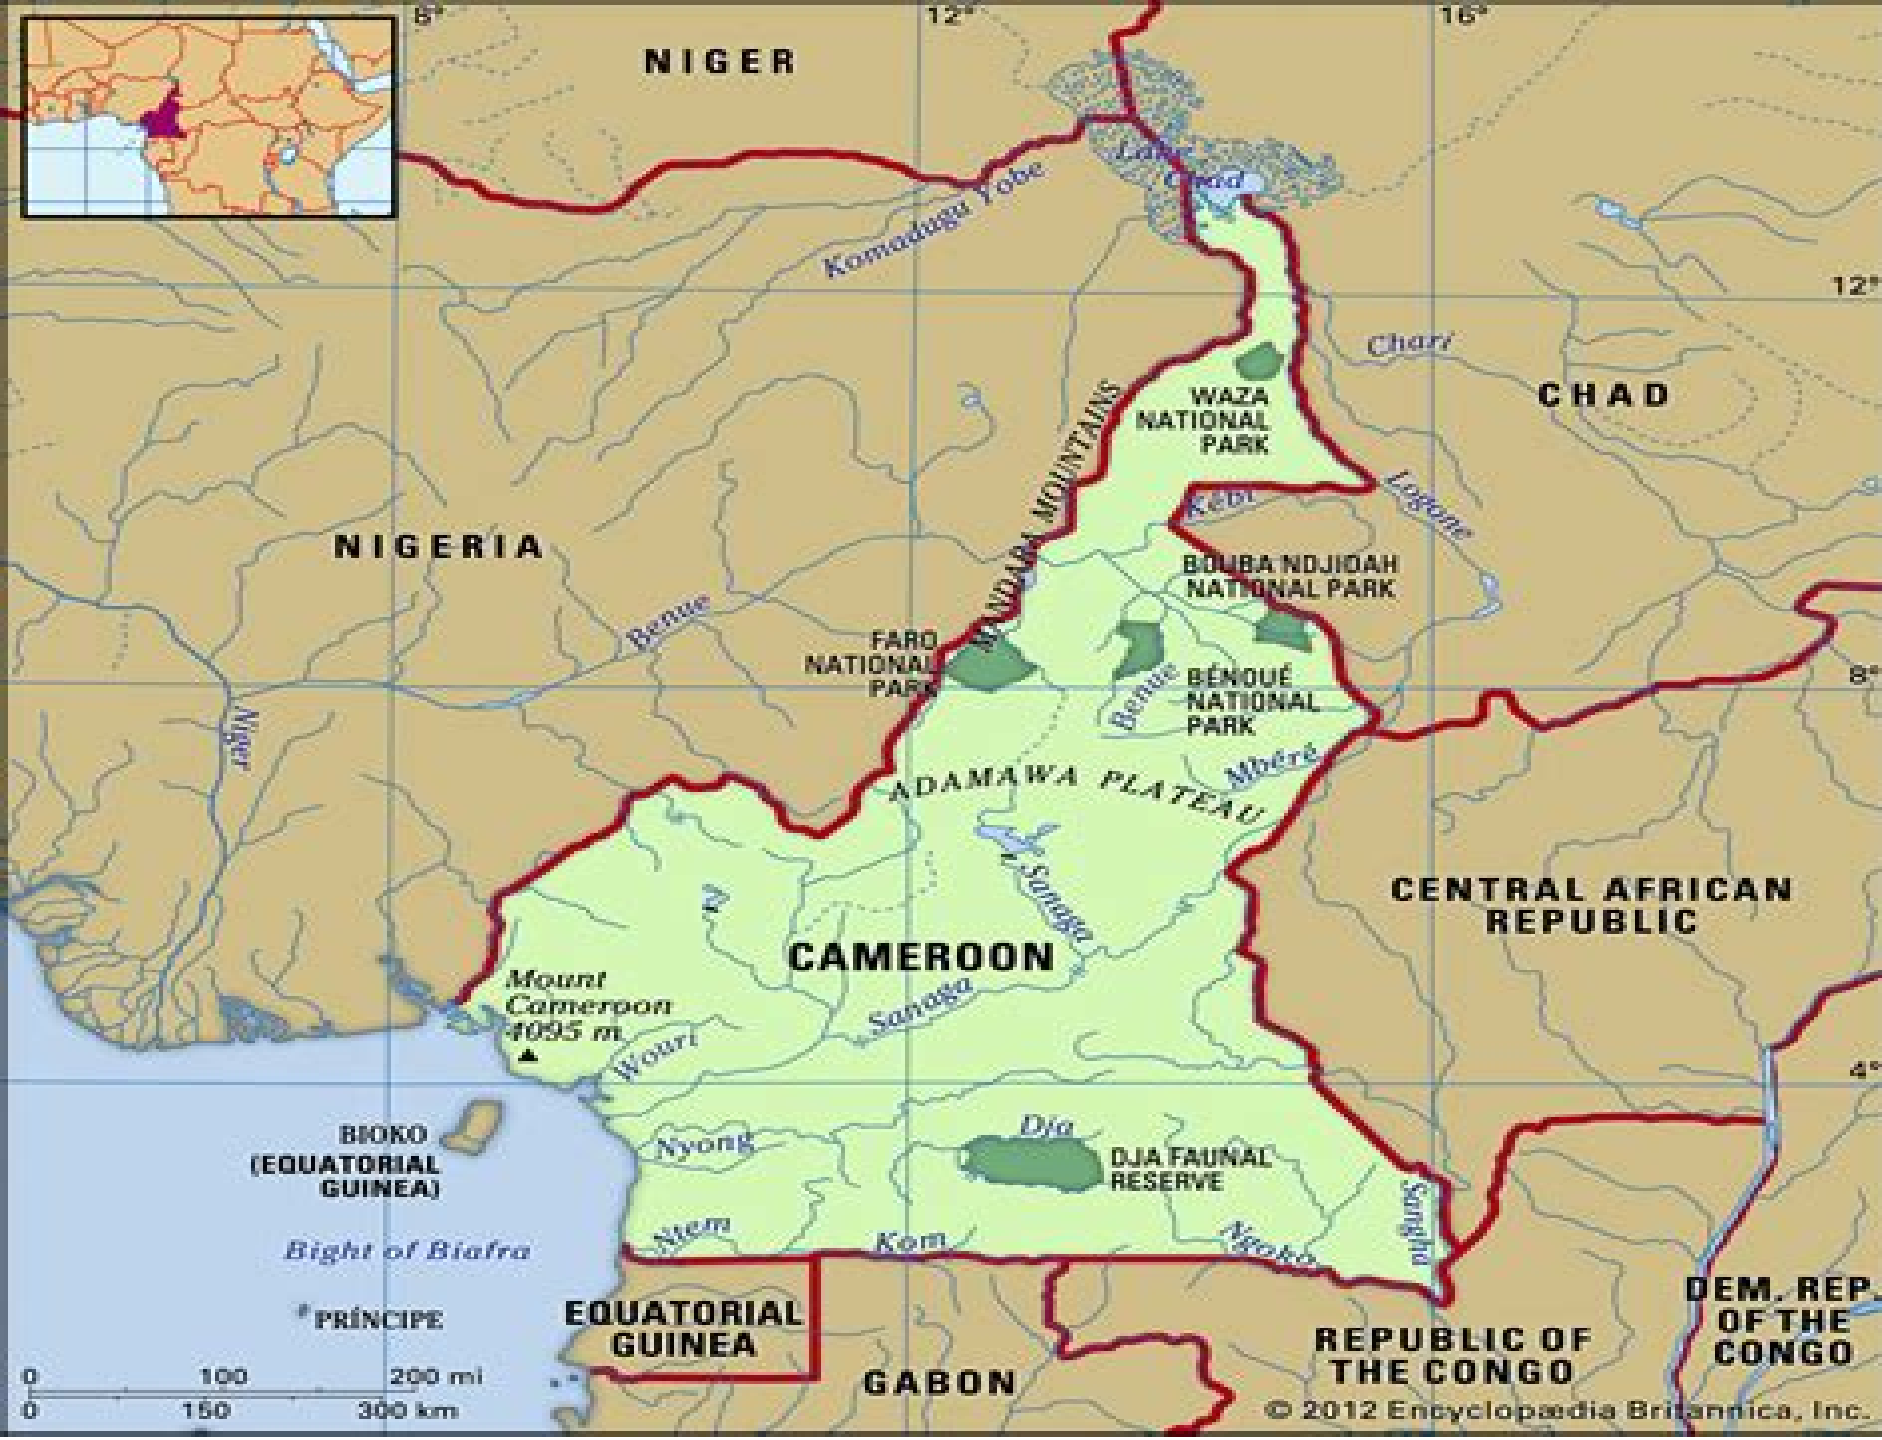 8°
12°
16°
NIGER
Lake
Chad
Komadugu Yobe
12°
Chari
CHAD
WAZA
NATIONAL
PARK
MANDARA MOUNTAINS
Kébi
Logone
NIGERIA
BOUBA NDJIDAH
NATIONAL PARK
Benue
FARO
NATIONAL
PARK
8°
BÉNOUÉ
NATIONAL
PARK
Benue
Niger
Mbéré
ADAMAWA PLATEAU
Sanaga
CENTRAL AFRICAN
REPUBLIC
CAMEROON
Mount
Cameroon
4095 m
Sanaga
Wouri
4°
BIOKO
(EQUATORIAL
GUINEA)
Nyong
Dja
DJA FAUNAL
RESERVE
Sangha
Ntem
Kom
Ngoko
Bight of Biafra
PRÍNCIPE
EQUATORIAL
GUINEA
GABON
REPUBLIC OF
THE CONGO
DEM. REP.
OF THE
CONGO
0 100 200 mi
0 150 300 km
© 2012 Encyclopædia Britannica, Inc.